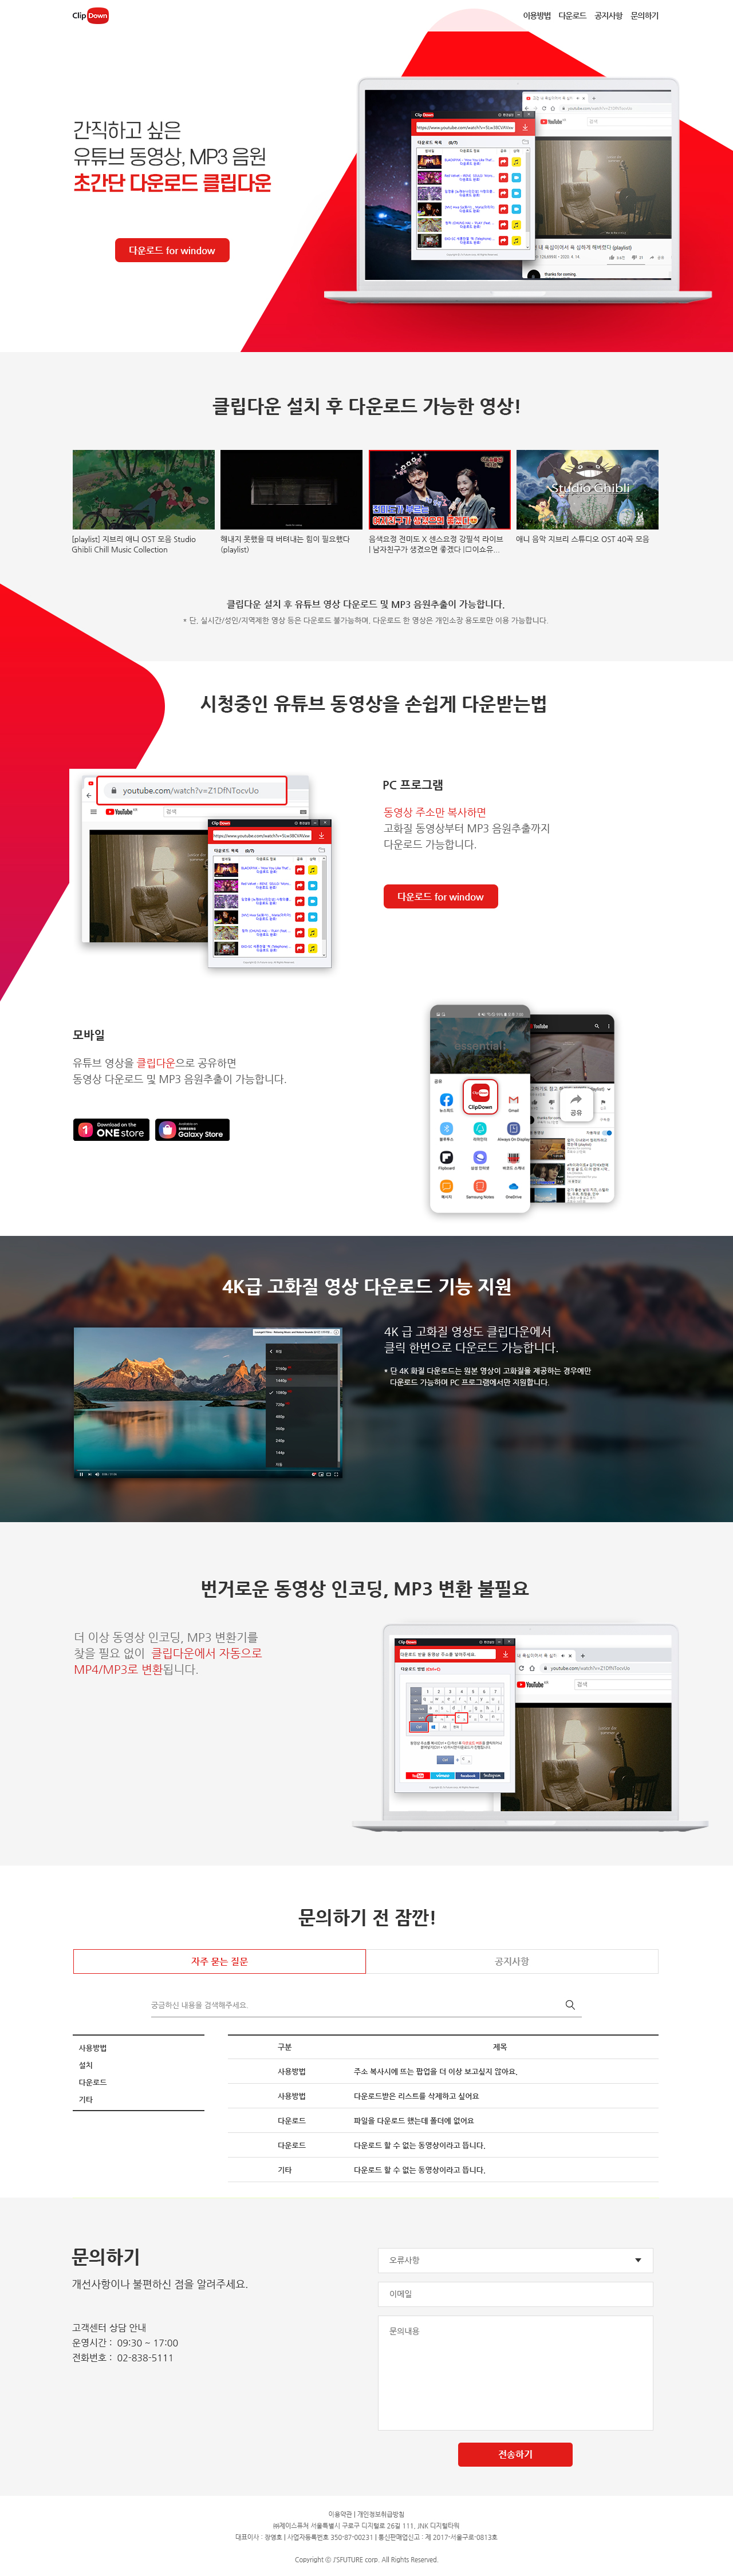 Clip Down
이용방법 다운로드 공지사항 문의하기
간직하고 싶은
유튜브 동영상, MP3 음원
초간단 다운로드 클립다운
다운로드 for window
클립다운 설치 후 다운로드 가능한 영상!
Studio Ghibli
[playlist] 지브리 애니 OST 모음 Studio
Ghibli Chill Music Collection
해내지 못했을 때 버텨내는 힘이 필요했다
(playlist)
음색요정 전미도 X 센스요정 강필석 라이브
| 남자친구가 생겼으면 좋겠다 |□이쇼유...
애니 음악 지브리 스튜디오 OST 40곡 모음
클립다운 설치 후 유튜브 영상 다운로드 및 MP3 음원추출이 가능합니다.
* 단, 실시간/성인/지역제한 영상 등은 다운로드 불가능하며, 다운로드 한 영상은 개인소장 용도로만 이용 가능합니다.
시청중인 유튜브 동영상을 손쉽게 다운받는법
youtube.com/watch?v=Z1DfNTocvUo
YouTube
검색
PC 프로그램
동영상 주소만 복사하면
고화질 동영상부터 MP3 음원추출까지
다운로드 가능합니다.
다운로드 for window
모바일
유튜브 영상을 클립다운으로 공유하면
동영상 다운로드 및 MP3 음원추출이 가능합니다.
Download on the
ONE store
Available on
SAMSUNG
Galaxy Store
essential;
공유
ClipDown
Gmail
공유
Always On Display
Flipboard
Samsung Notes
OneDrive
4K급 고화질 영상 다운로드 기능 지원
4K 급 고화질 영상도 클립다운에서
클릭 한번으로 다운로드 가능합니다.
* 단 4K 화질 다운로드는 원본 영상이 고화질을 제공하는 경우에만
다운로드 가능하며 PC 프로그램에서만 지원합니다.
2160p
1440p
1080p
720p
480p
360p
240p
144p
번거로운 동영상 인코딩, MP3 변환 불필요
더 이상 동영상 인코딩, MP3 변환기를
찾을 필요 없이 클립다운에서 자동으로
MP4/MP3로 변환됩니다.
youtube.com/watch?v=Z1DfNTocvUo
YouTube
검색
문의하기 전 잠깐!
자주 묻는 질문
공지사항
궁금하신 내용을 검색해주세요.
사용방법
설치
다운로드
기타
구분 제목
사용방법 주소 복사시에 뜨는 팝업을 더 이상 보고싶지 않아요.
사용방법 다운로드받은 리스트를 삭제하고 싶어요
다운로드 파일을 다운로드 했는데 폴더에 없어요
다운로드 다운로드 할 수 없는 동영상이라고 뜹니다.
기타 다운로드 할 수 없는 동영상이라고 뜹니다.
문의하기
개선사항이나 불편하신 점을 알려주세요.
고객센터 상담 안내
운영시간 : 09:30 ~ 17:00
전화번호 : 02-838-5111
오류사항
이메일
문의내용
전송하기
이용약관 | 개인정보취급방침
㈜제이스퓨처 서울특별시 구로구 디지털로 26길 111, JNK 디지털타워
대표이사 : 장영호 | 사업자등록번호 350-87-00231 | 통신판매업신고 : 제 2017-서울구로-0813호
Copyright ⓒ J'SFUTURE corp. All Rights Reserved.